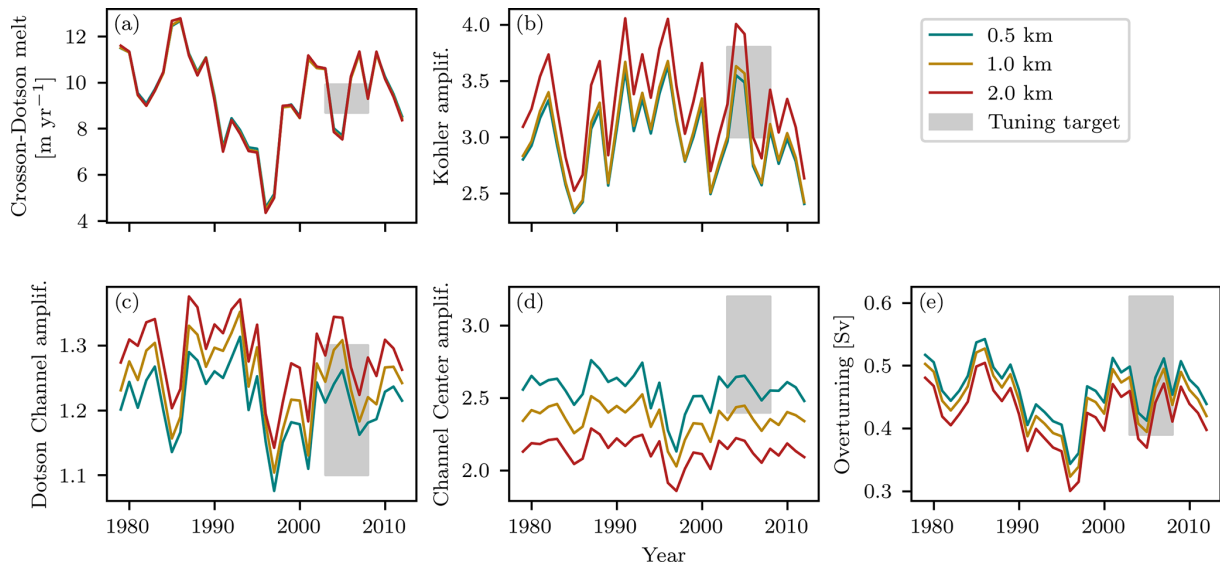 (a)
Crosson-Dotson melt
[m yr⁻¹]
12
10
8
6
4
(b)
Kohler amplif.
4.0
3.5
3.0
2.5
0.5 km
1.0 km
2.0 km
Tuning target
(c)
Dotson Channel amplif.
1.3
1.2
1.1
1980
1990
2000
2010
(d)
Channel Center amplif.
3.0
2.5
2.0
1980
1990
2000
2010
Year
(e)
Overturning [Sv]
0.6
0.5
0.4
0.3
1980
1990
2000
2010